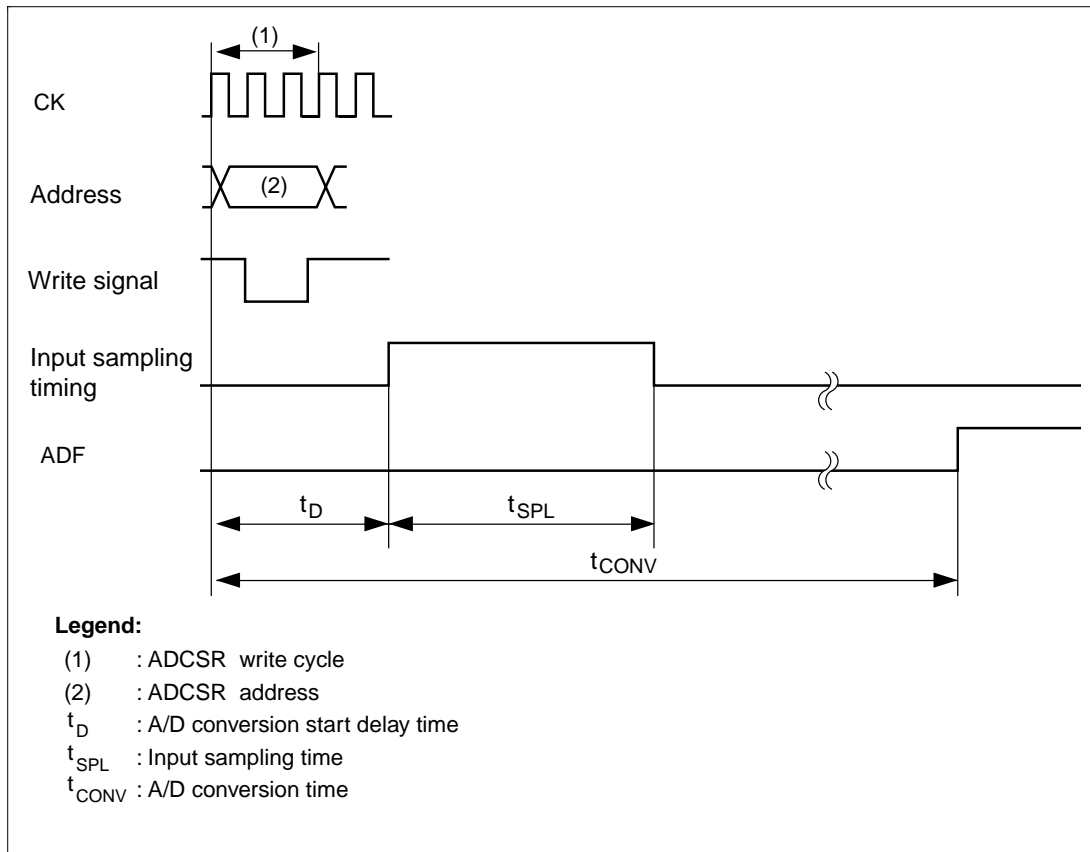 (1)
CK
(2)
Address
Write signal
Input sampling
timing
ADF
tD
tSPL
tCONV
Legend:
(1) : ADCSR write cycle
(2) : ADCSR address
tD : A/D conversion start delay time
tSPL : Input sampling time
tCONV : A/D conversion time